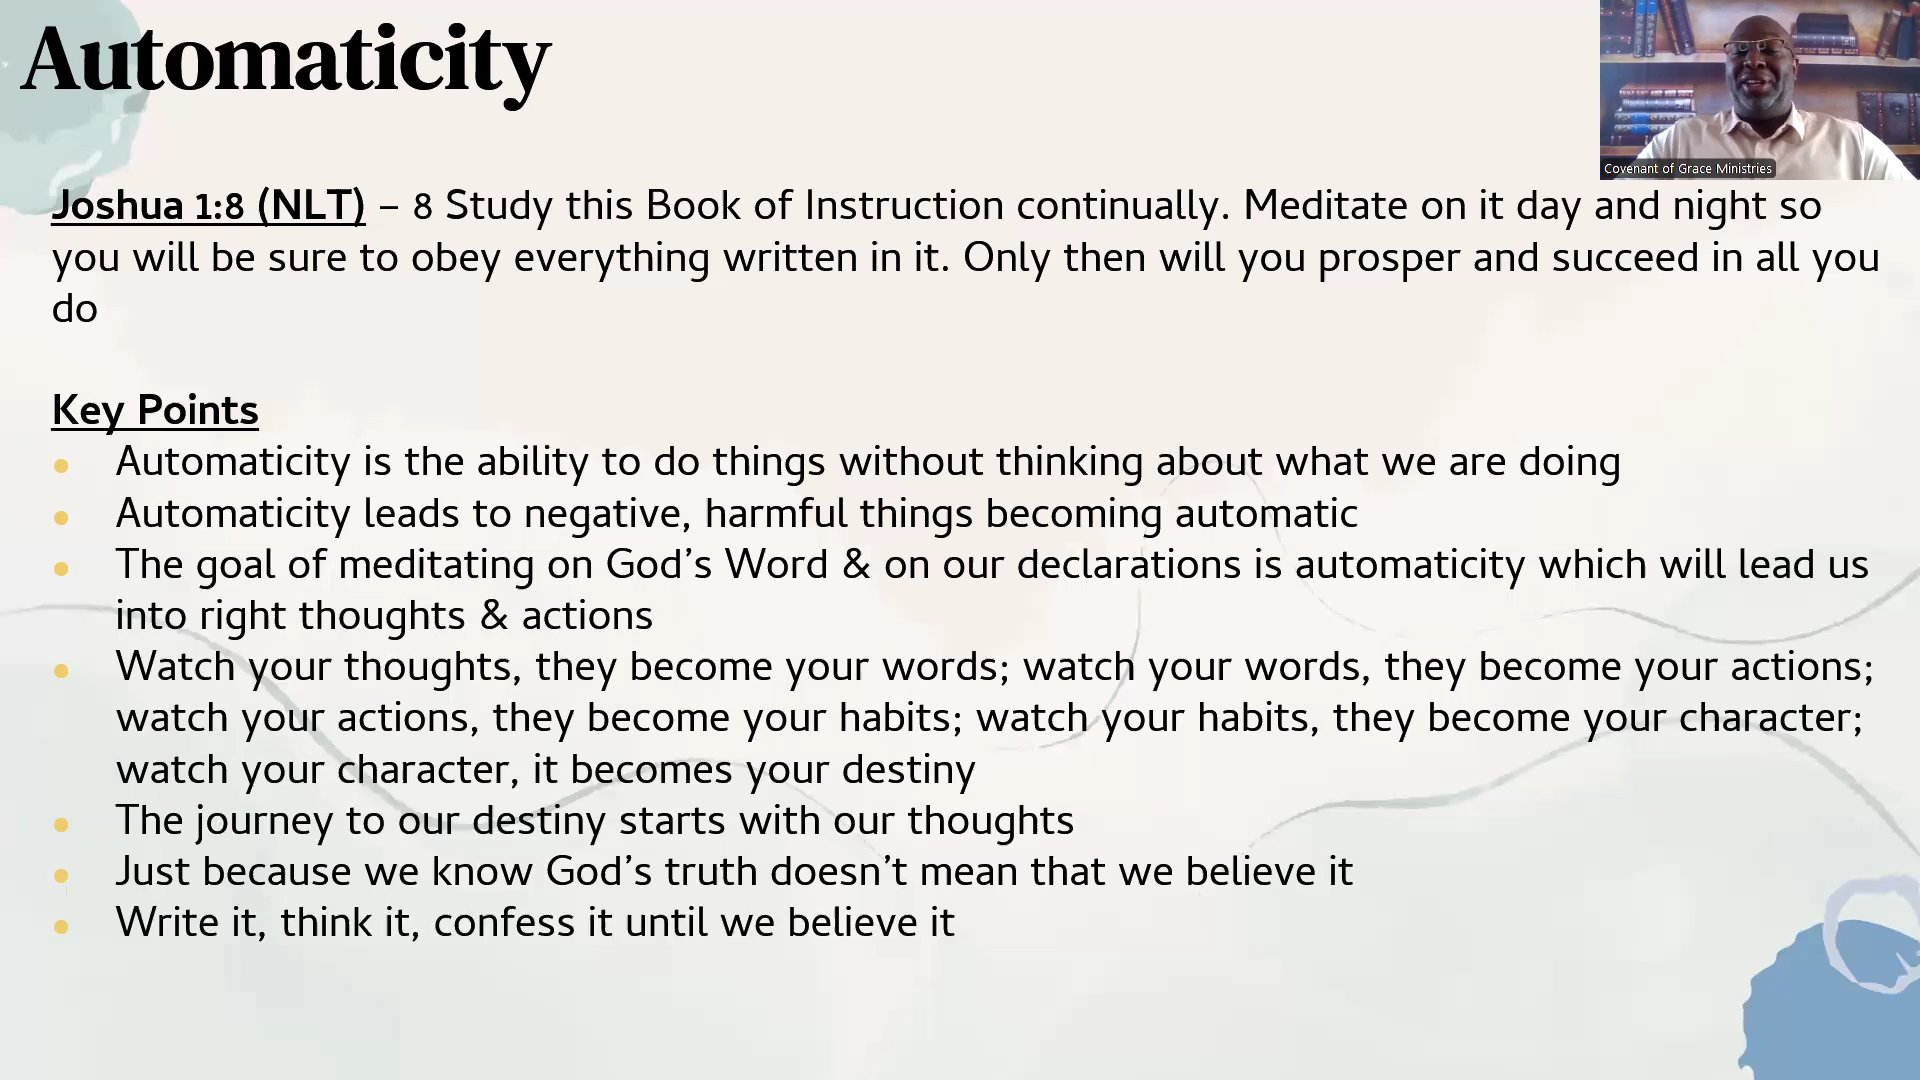 Automaticity
Covenant of Grace Ministries
Joshua 1:8 (NLT) – 8 Study this Book of Instruction continually. Meditate on it day and night so
you will be sure to obey everything written in it. Only then will you prosper and succeed in all you
do
Key Points
• Automaticity is the ability to do things without thinking about what we are doing
• Automaticity leads to negative, harmful things becoming automatic
• The goal of meditating on God’s Word & on our declarations is automaticity which will lead us
into right thoughts & actions
• Watch your thoughts, they become your words; watch your words, they become your actions;
watch your actions, they become your habits; watch your habits, they become your character;
watch your character, it becomes your destiny
• The journey to our destiny starts with our thoughts
• Just because we know God’s truth doesn’t mean that we believe it
• Write it, think it, confess it until we believe it